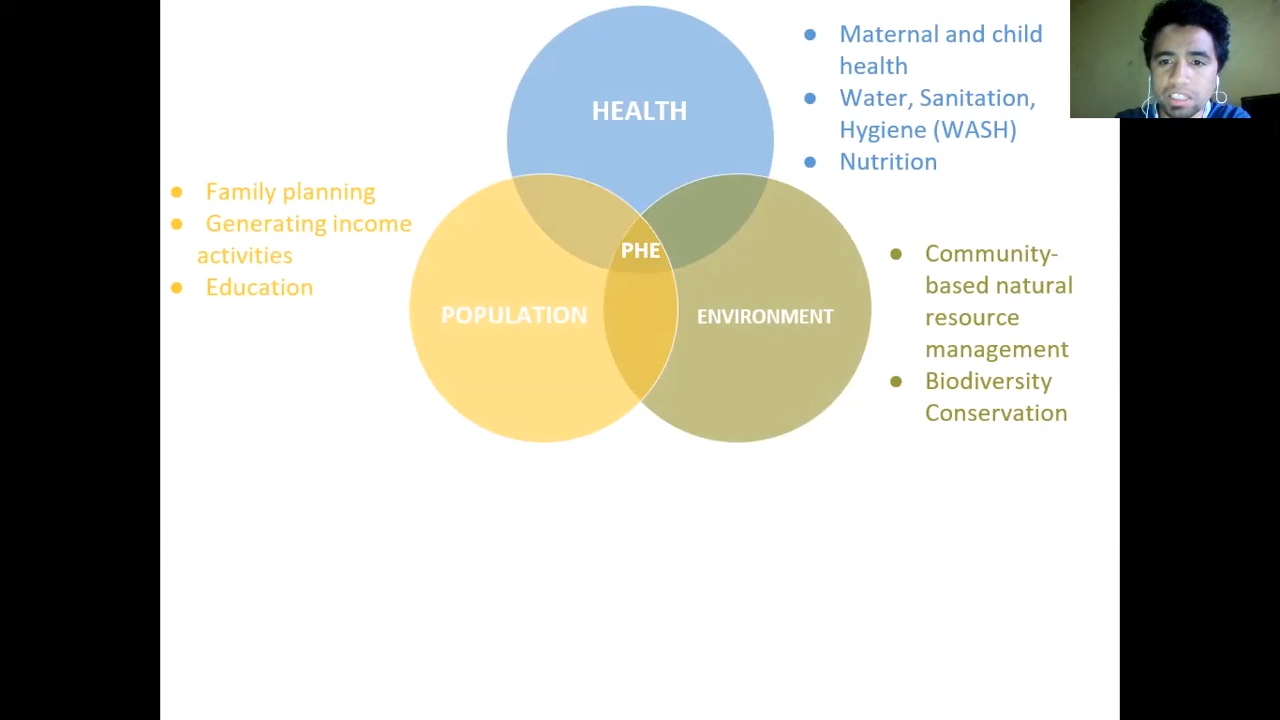 HEALTH
● Maternal and child
health
● Water, Sanitation,
Hygiene (WASH)
● Nutrition
● Family planning
● Generating income
activities
● Education
PHE
POPULATION
ENVIRONMENT
● Community-
based natural
resource
management
● Biodiversity
Conservation